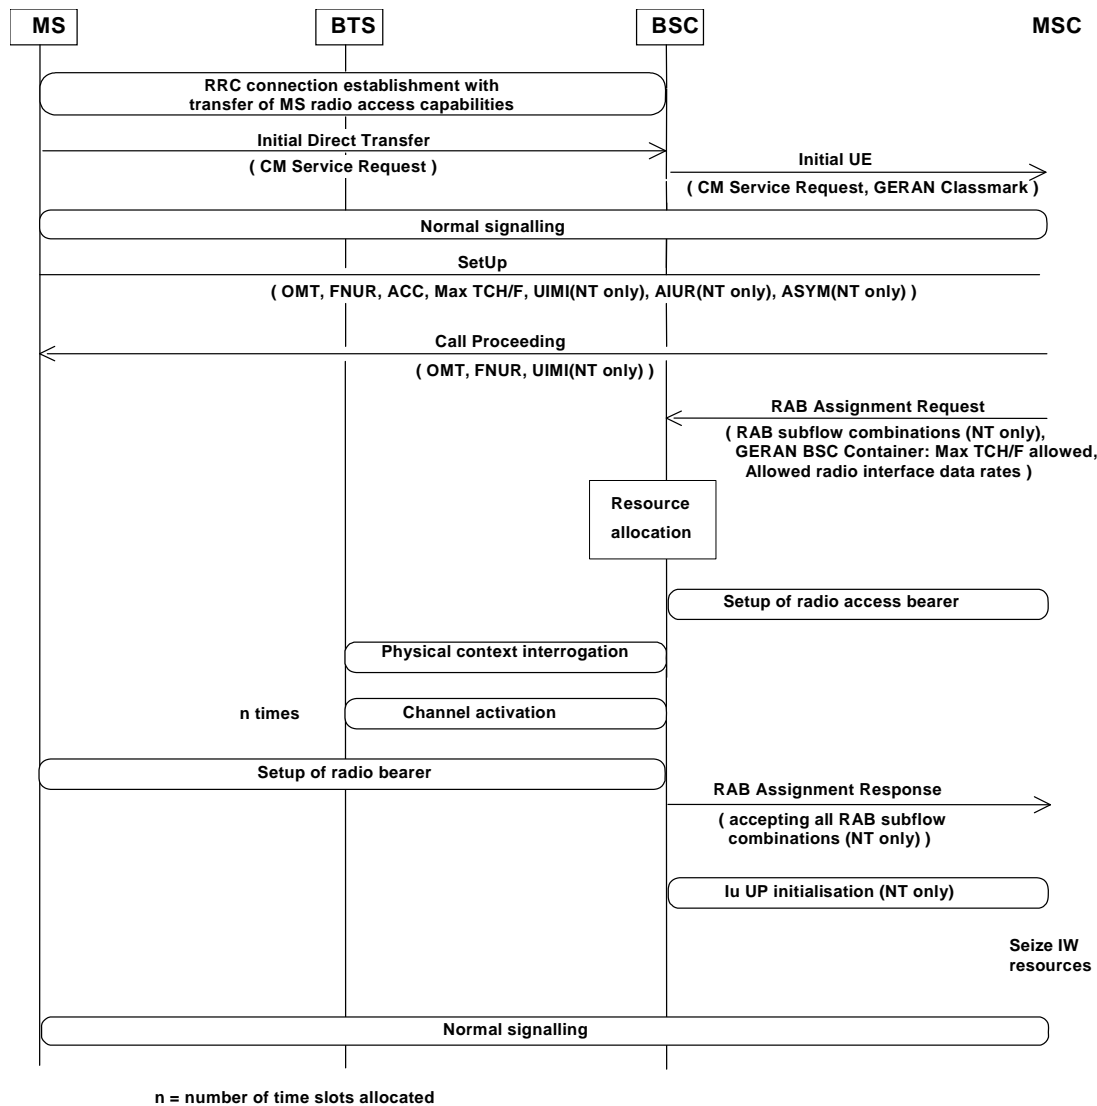 MS BTS BSC MSC
RRC connection establishment with
transfer of MS radio access capabilities
Initial Direct Transfer
( CM Service Request )
Initial UE
( CM Service Request, GERAN Classmark )
Normal signalling
SetUp
( OMT, FNUR, ACC, Max TCH/F, UIMI(NT only), AIUR(NT only), ASYM(NT only) )
Call Proceeding
( OMT, FNUR, UIMI(NT only) )
RAB Assignment Request
( RAB subflow combinations (NT only),
GERAN BSC Container: Max TCH/F allowed,
Allowed radio interface data rates )
Resource
allocation
Setup of radio access bearer
Physical context interrogation
n times Channel activation
Setup of radio bearer
RAB Assignment Response
( accepting all RAB subflow
combinations (NT only) )
Iu UP initialisation (NT only)
Seize IW
resources
Normal signalling
n = number of time slots allocated